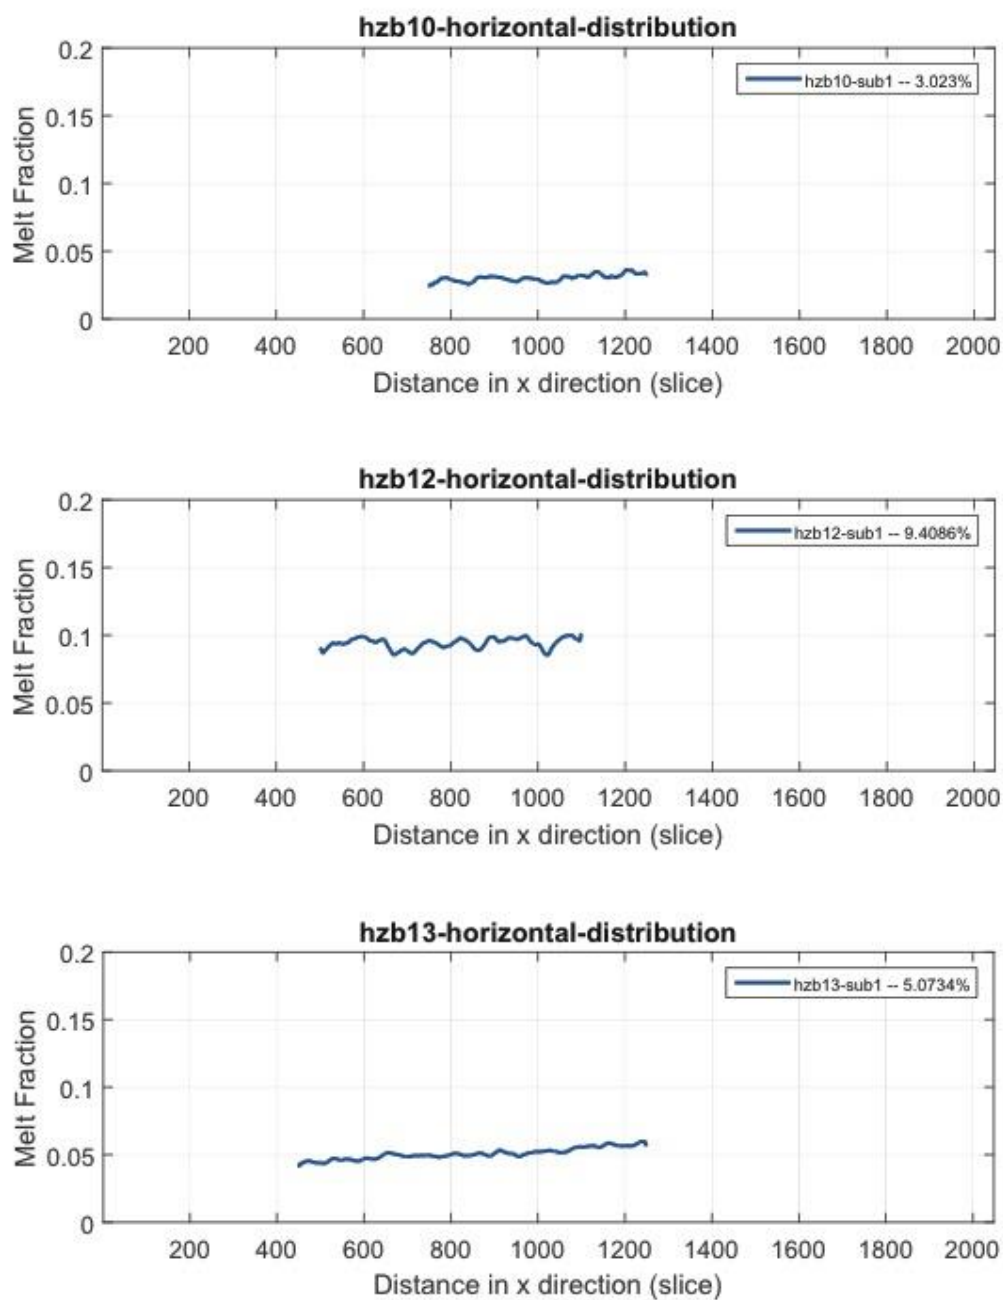 hzb10-horizontal-distribution
0.2
0.15
0.1
0.05
0
Melt Fraction
hzb10-sub1 -- 3.023%
200 400 600 800 1000 1200 1400 1600 1800 2000
Distance in x direction (slice)
hzb12-horizontal-distribution
0.2
0.15
0.1
0.05
0
Melt Fraction
hzb12-sub1 -- 9.4086%
200 400 600 800 1000 1200 1400 1600 1800 2000
Distance in x direction (slice)
hzb13-horizontal-distribution
0.2
0.15
0.1
0.05
0
Melt Fraction
hzb13-sub1 -- 5.0734%
200 400 600 800 1000 1200 1400 1600 1800 2000
Distance in x direction (slice)